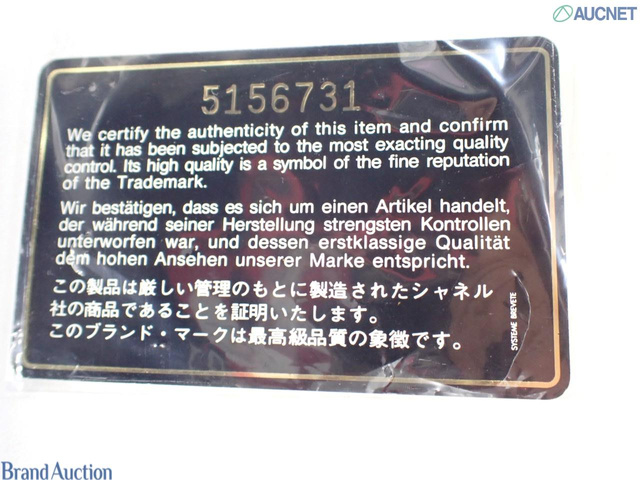 AUCNET
5156731
We certify the authenticity of this item and confirm
that it has been subjected to the most exacting quality
control. Its high quality is a symbol of the fine reputation
of the Trademark.
Wir bestätigen, dass es sich um einen Artikel handelt,
der während seiner Herstellung strengsten Kontrollen
unterworfen war, und dessen erstklassige Qualität
dem hohen Ansehen unserer Marke entspricht.
この製品は厳しい管理のもとに製造されたシャネル
社の商品であることを証明いたします。
このブランド・マークは最高級品質の象徴です。
SYSTEME BREVETE
Brand Auction